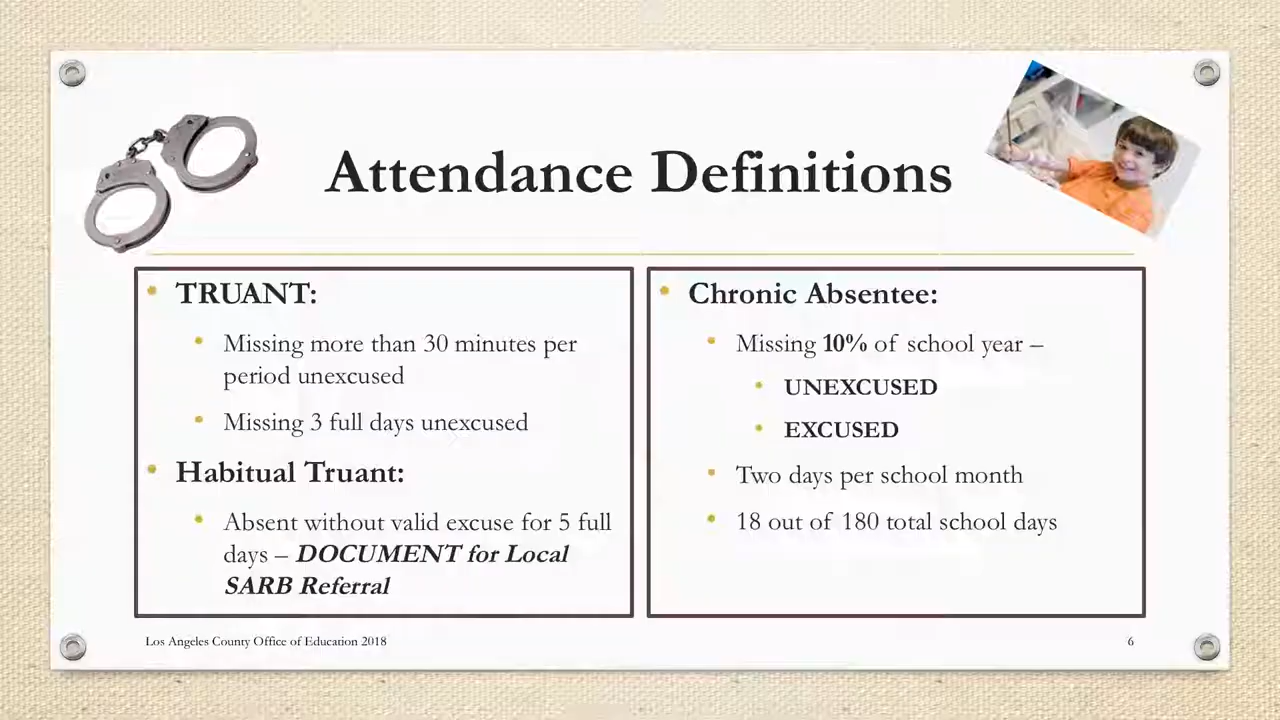 Attendance Definitions
TRUANT:
Missing more than 30 minutes per
period unexcused
Missing 3 full days unexcused
Habitual Truant:
Absent without valid excuse for 5 full
days – DOCUMENT for Local
SARB Referral
Chronic Absentee:
Missing 10% of school year –
UNEXCUSED
EXCUSED
Two days per school month
18 out of 180 total school days
Los Angeles County Office of Education 2018
6